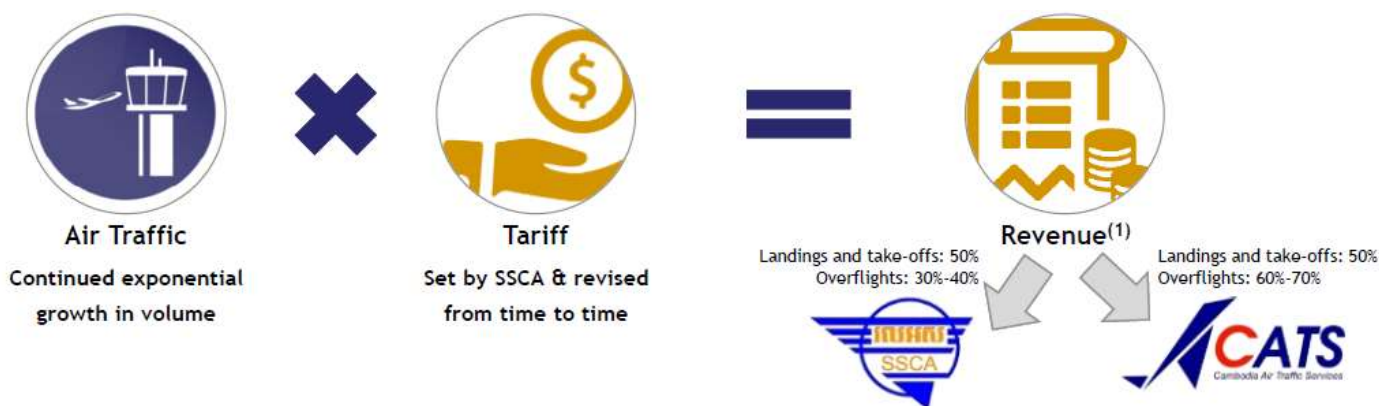 $
Air Traffic
Continued exponential
growth in volume
Tariff
Set by SSCA & revised
from time to time
Revenue(1)
Landings and take-offs: 50%
Overflights: 30%-40%
Landings and take-offs: 50%
Overflights: 60%-70%
SSCA
CATS
Cambodia Air Traffic Services